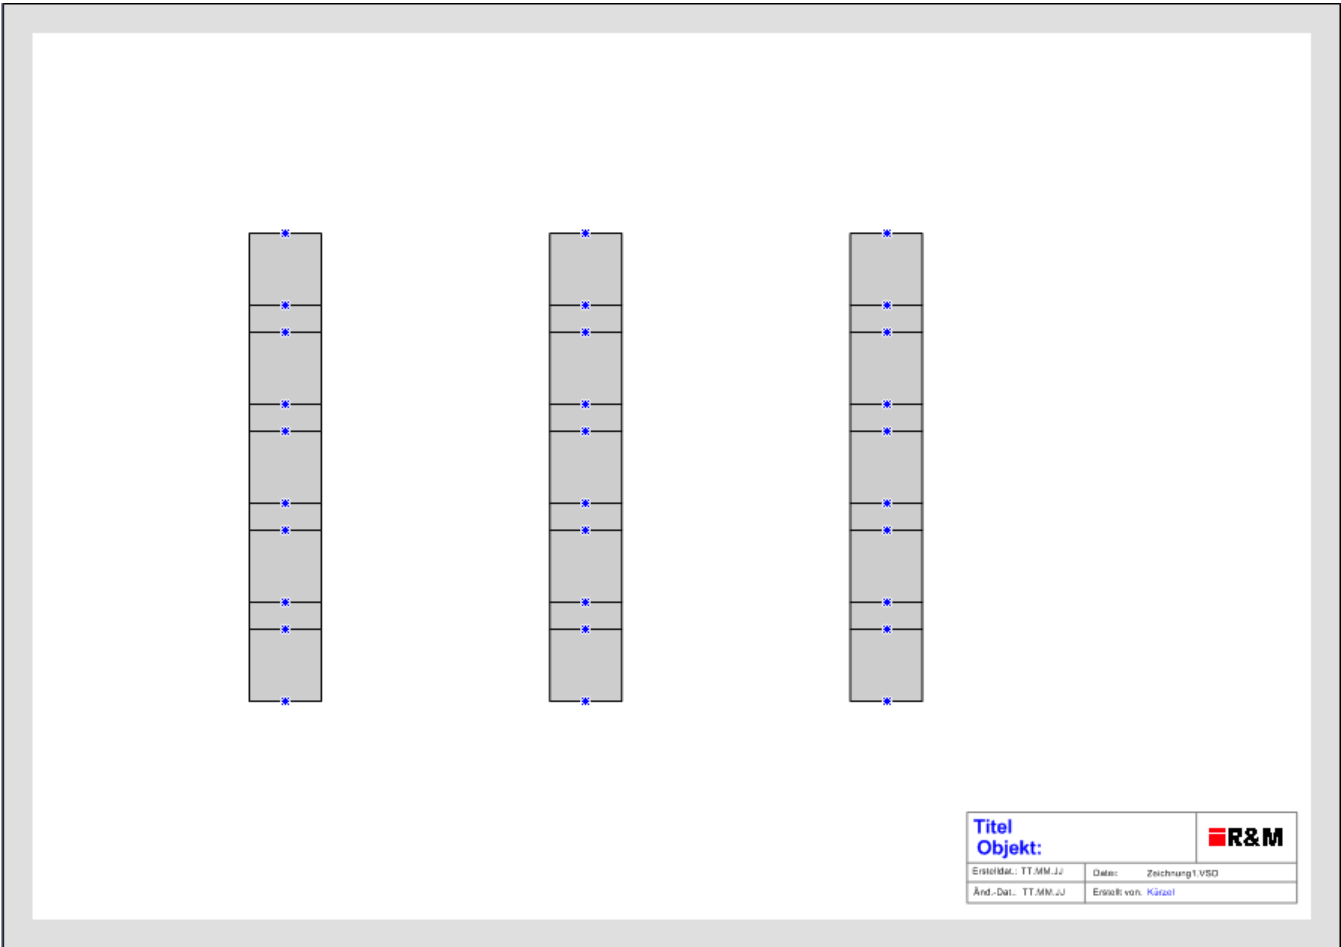 Titel
Objekt:
R&M
Erstelldat.: TT.MM.JJ
Datei: Zeichnung1.VSD
Änd.-Dat.: TT.MM.JJ
Erstellt von: Kürzel